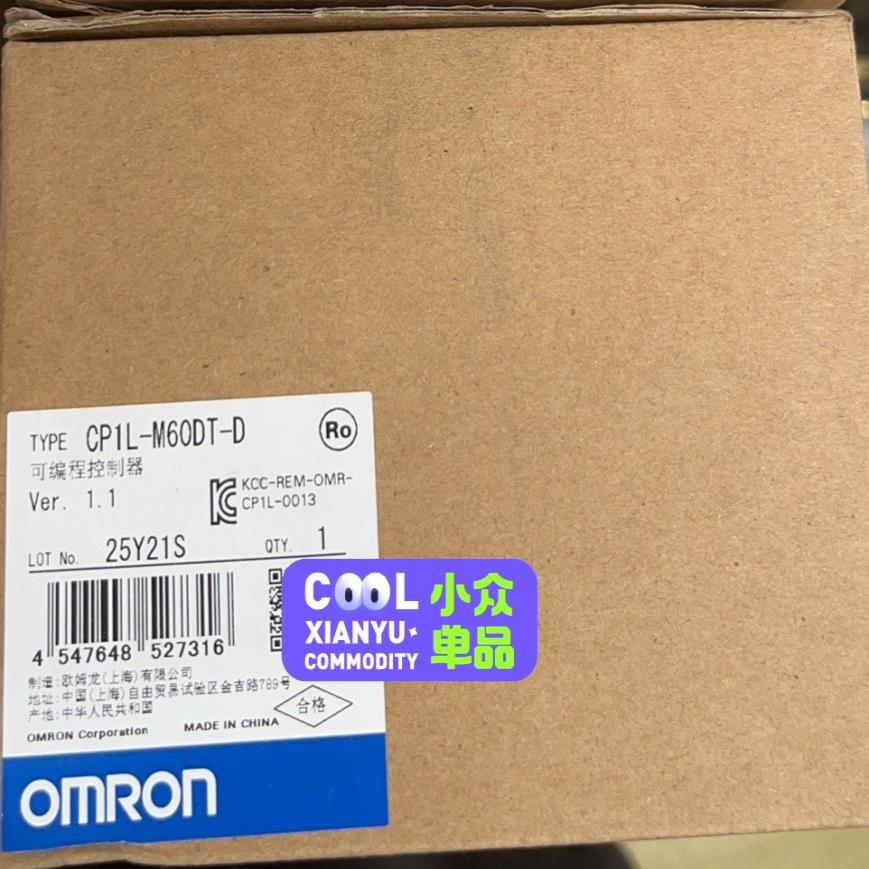 TYPE CP1L-M60DT-D
Ro
可编程控制器
Ver. 1.1
KCC-REM-OMR-
CP1L-0013
LOT No. 25Y21S QTY. 1
4 547648 527316
制造:欧姆龙(上海)有限公司
地址:中国(上海)自由贸易试验区金吉路789号
产地:中华人民共和国
合格
OMRON Corporation MADE IN CHINA
OMRON
COOL 小众
XIANYU 单品
COMMODITY